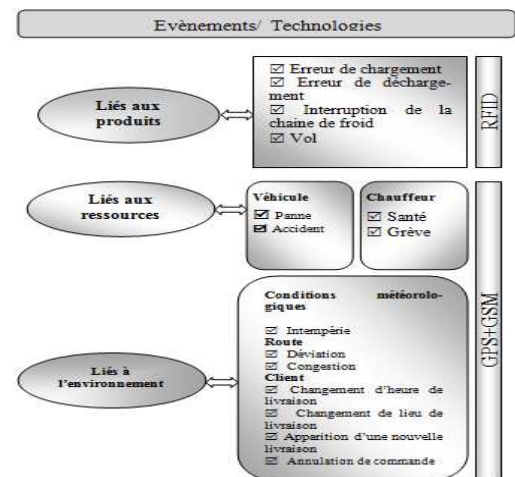 Evènements/ Technologies
Liés aux
produits
☑ Erreur de chargement
☑ Erreur de décharge-
ment
☑ Interruption de la
chaine de froid
☑ Vol
RFID
Liés aux
ressources
Véhicule
☑ Panne
☑ Accident
Chauffeur
☑ Santé
☑ Grève
GPS+GSM
Liés à
l'environnement
Conditions météorolo-
giques
☑ Intempérie
Route
☑ Déviation
☑ Congestion
Client
☑ Changement d'heure de
livraison
☑ Changement de lieu de
livraison
☑ Apparition d'une nouvelle
livraison
☑ Annulation de commande